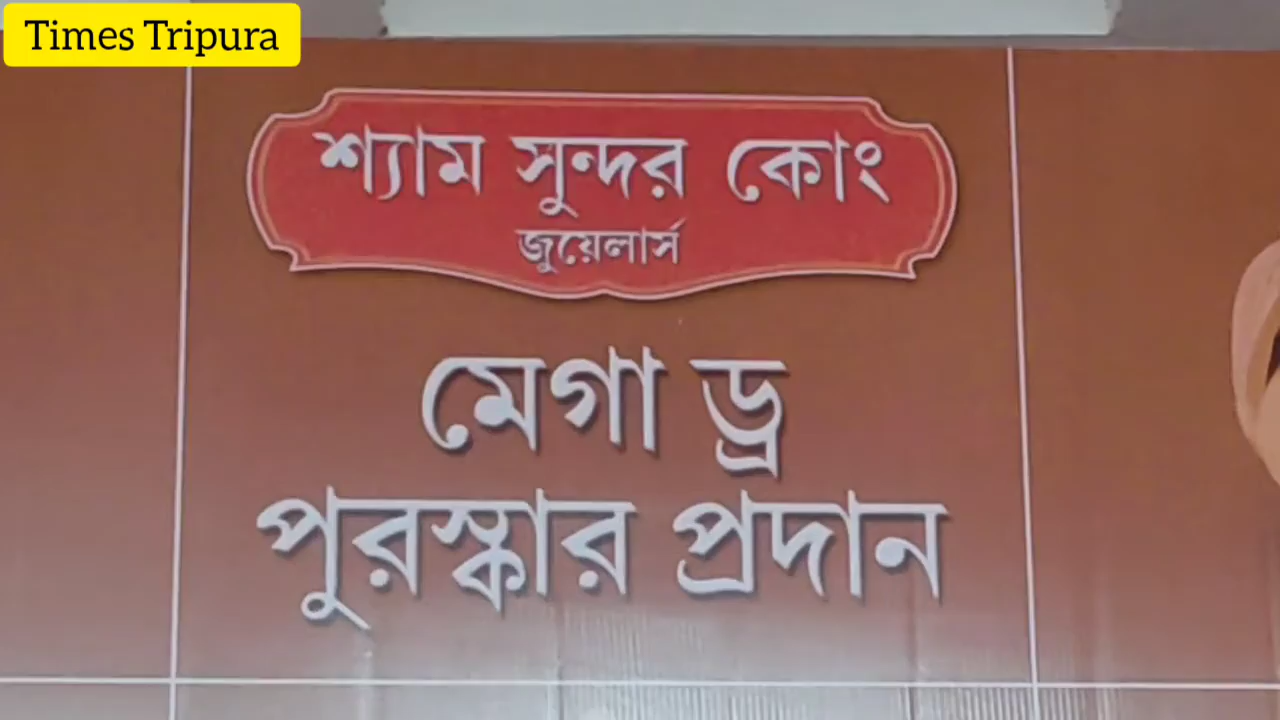 Times Tripura
শ্যাম সুন্দর কোং
জুয়েলার্স
মেগা ড্র
পুরস্কার প্রদান